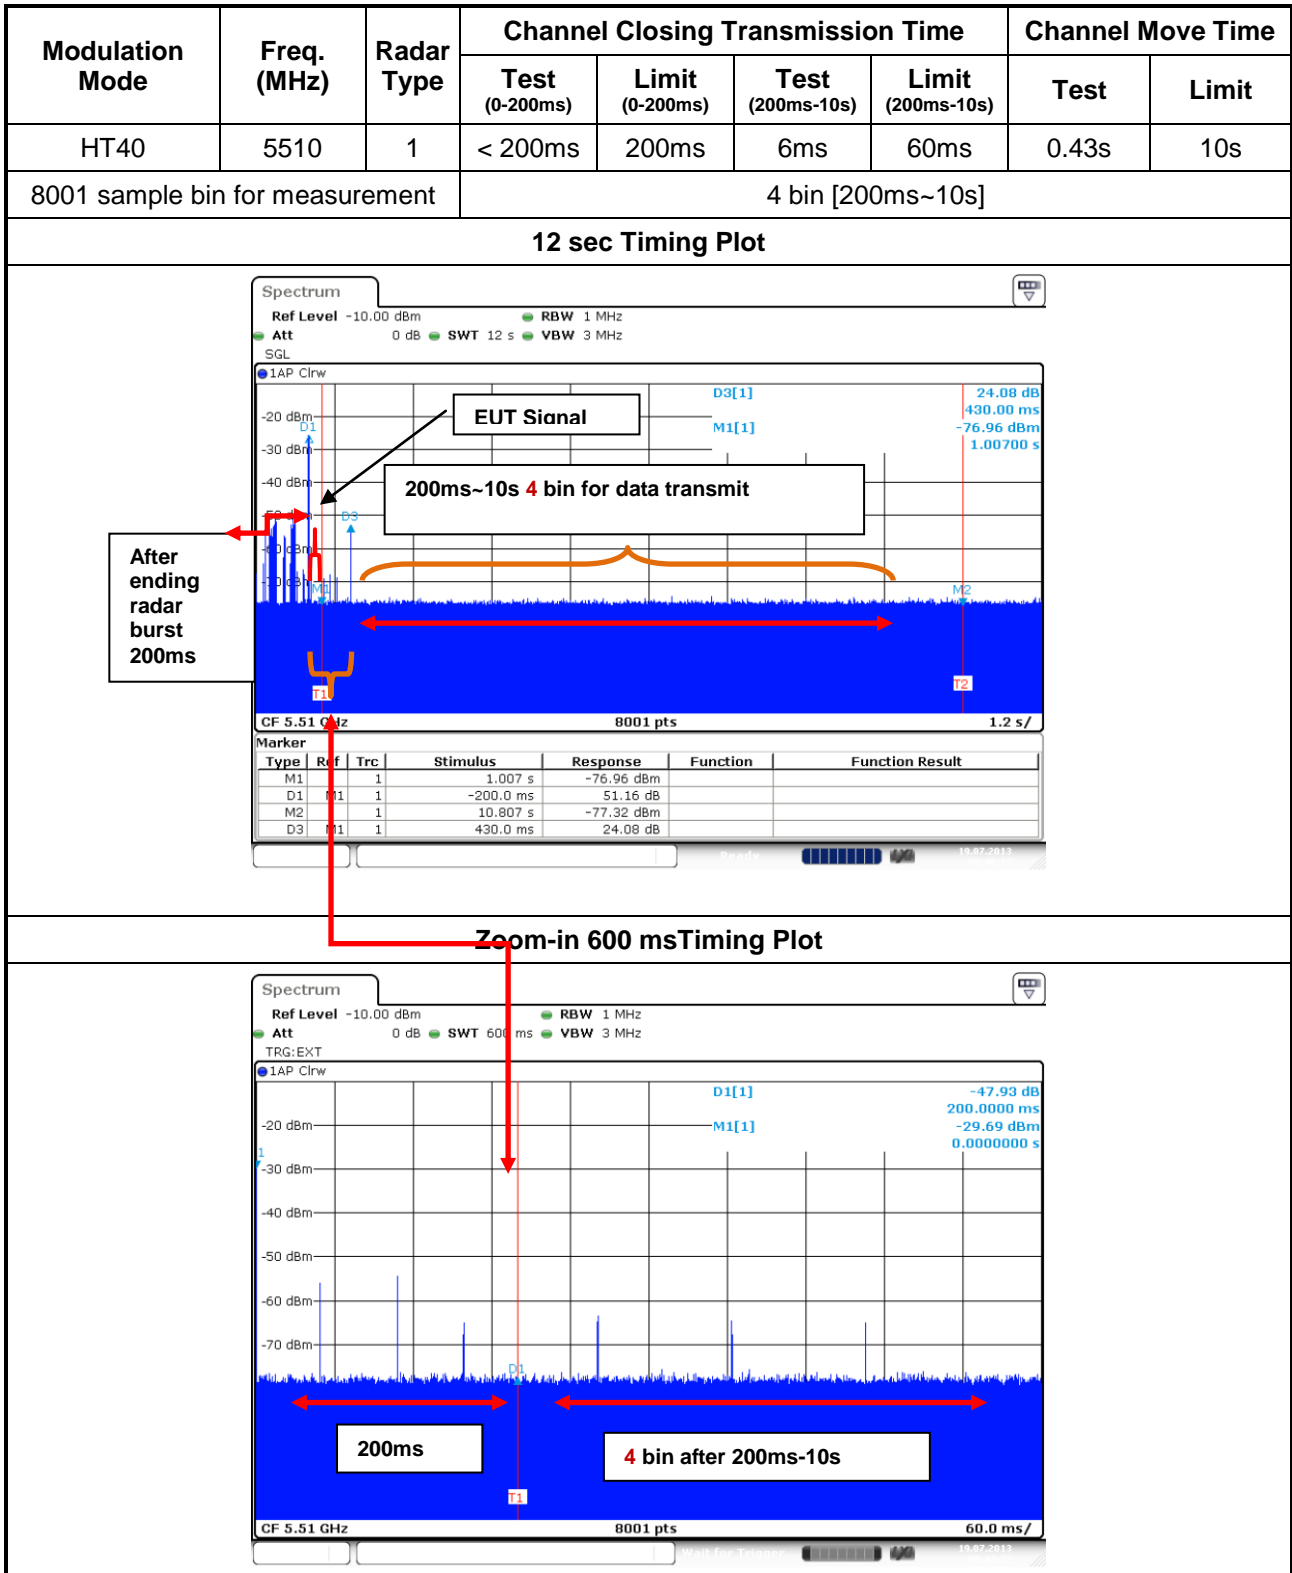 Modulation Mode
Freq. (MHz)
Radar Type
Channel Closing Transmission Time
Channel Move Time
Test (0-200ms)
Limit (0-200ms)
Test (200ms-10s)
Limit (200ms-10s)
Test
Limit
HT40 5510 1 < 200ms 200ms 6ms 60ms 0.43s 10s
8001 sample bin for measurement 4 bin [200ms~10s]
12 sec Timing Plot
Spectrum
Ref Level -10.00 dBm RBW 1 MHz
Att 0 dB SWT 12 s VBW 3 MHz
SGL
1AP Clrw
D3[1] 24.08 dB
430.00 ms
M1[1] -76.96 dBm
1.00700 s
-20 dBm
D1
EUT Signal
-30 dBm
-40 dBm
200ms~10s 4 bin for data transmit
D3
After ending radar burst 200ms
M1
M2
T1
T2
CF 5.51 GHz 8001 pts 1.2 s/
Marker
Type Ref Trc Stimulus Response Function Function Result
M1 1 1.007 s -76.96 dBm
D1 M1 1 -200.0 ms 51.16 dB
M2 1 10.807 s -77.32 dBm
D3 M1 1 430.0 ms 24.08 dB
Ready 19.07.2013
Zoom-in 600 msTiming Plot
Spectrum
Ref Level -10.00 dBm RBW 1 MHz
Att 0 dB SWT 600 ms VBW 3 MHz
TRG:EXT
1AP Clrw
D1[1] -47.93 dB
200.0000 ms
M1[1] -29.69 dBm
0.0000000 s
-20 dBm
-30 dBm
-40 dBm
-50 dBm
-60 dBm
-70 dBm
D1
200ms
4 bin after 200ms-10s
T1
CF 5.51 GHz 8001 pts 60.0 ms/
Wait for Trigger 19.07.2013